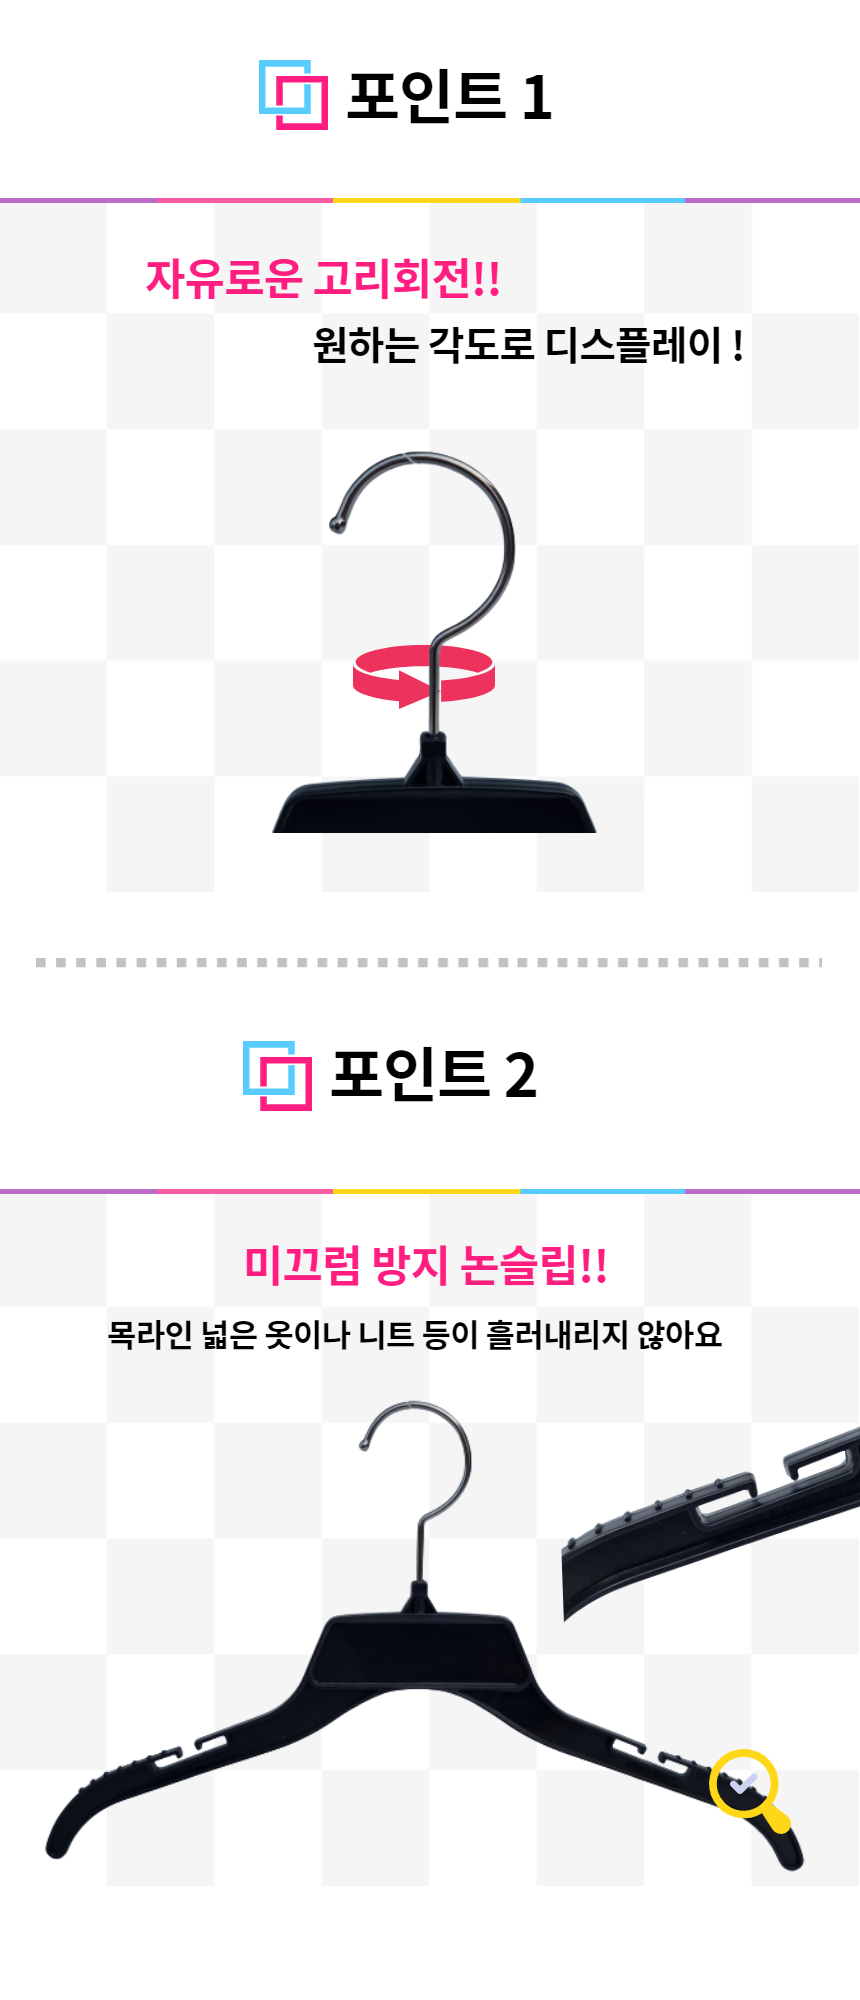 포인트 1
자유로운 고리회전!!
원하는 각도로 디스플레이 !
포인트 2
미끄럼 방지 논슬립!!
목라인 넓은 옷이나 니트 등이 흘러내리지 않아요